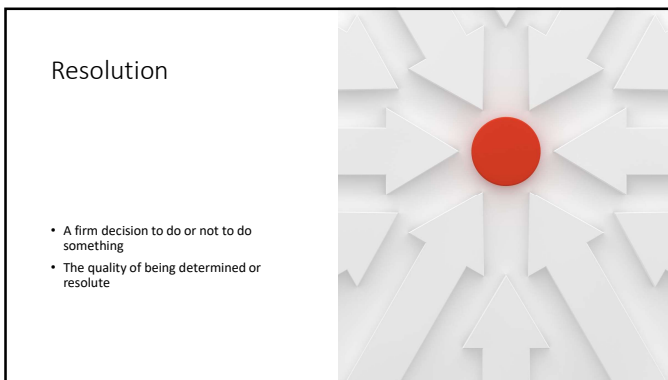 Resolution
• A firm decision to do or not to do
something
• The quality of being determined or
resolute